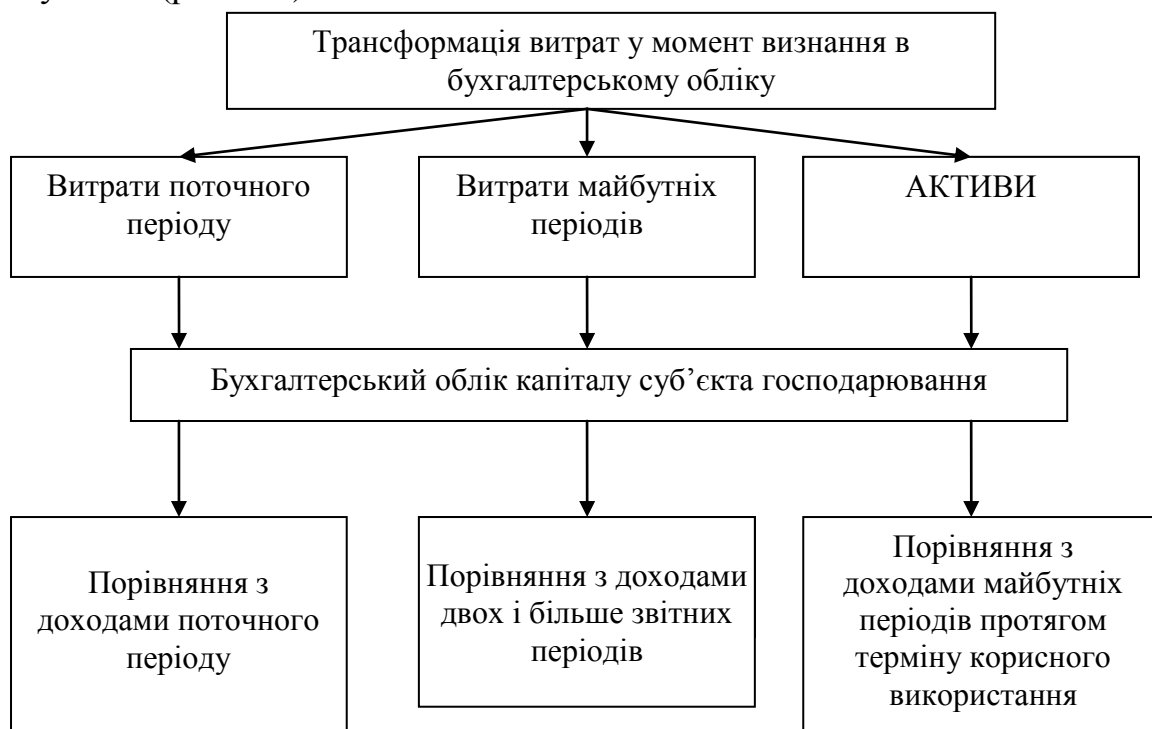 Трансформація витрат у момент визнання в
бухгалтерському обліку
Витрати поточного
періоду
Витрати майбутніх
періодів
АКТИВИ
Бухгалтерський облік капіталу суб’єкта господарювання
Порівняння з
доходами поточного
періоду
Порівняння з доходами
двох і більше звітних
періодів
Порівняння з
доходами майбутніх
періодів протягом
терміну корисного
використання